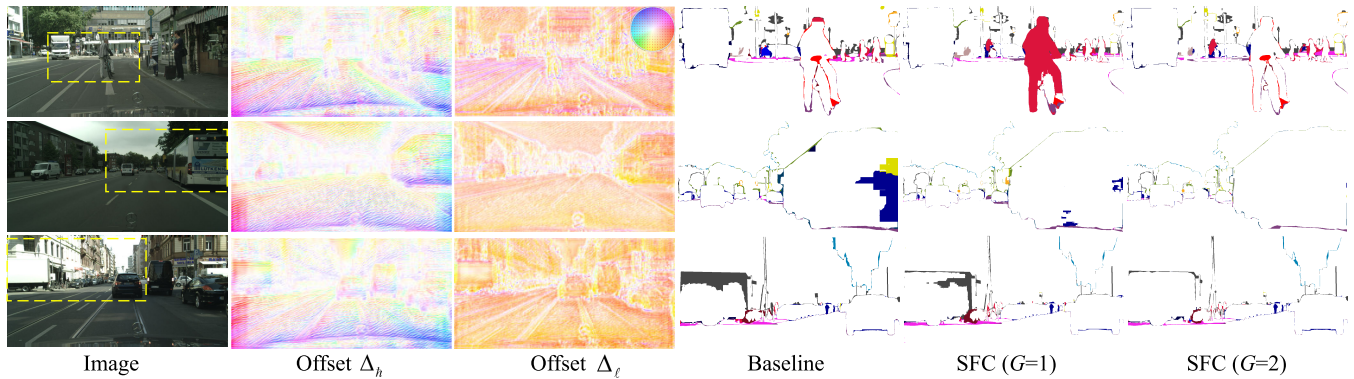 Image
Offset Δh
Offset Δℓ
Baseline
SFC (G=1)
SFC (G=2)